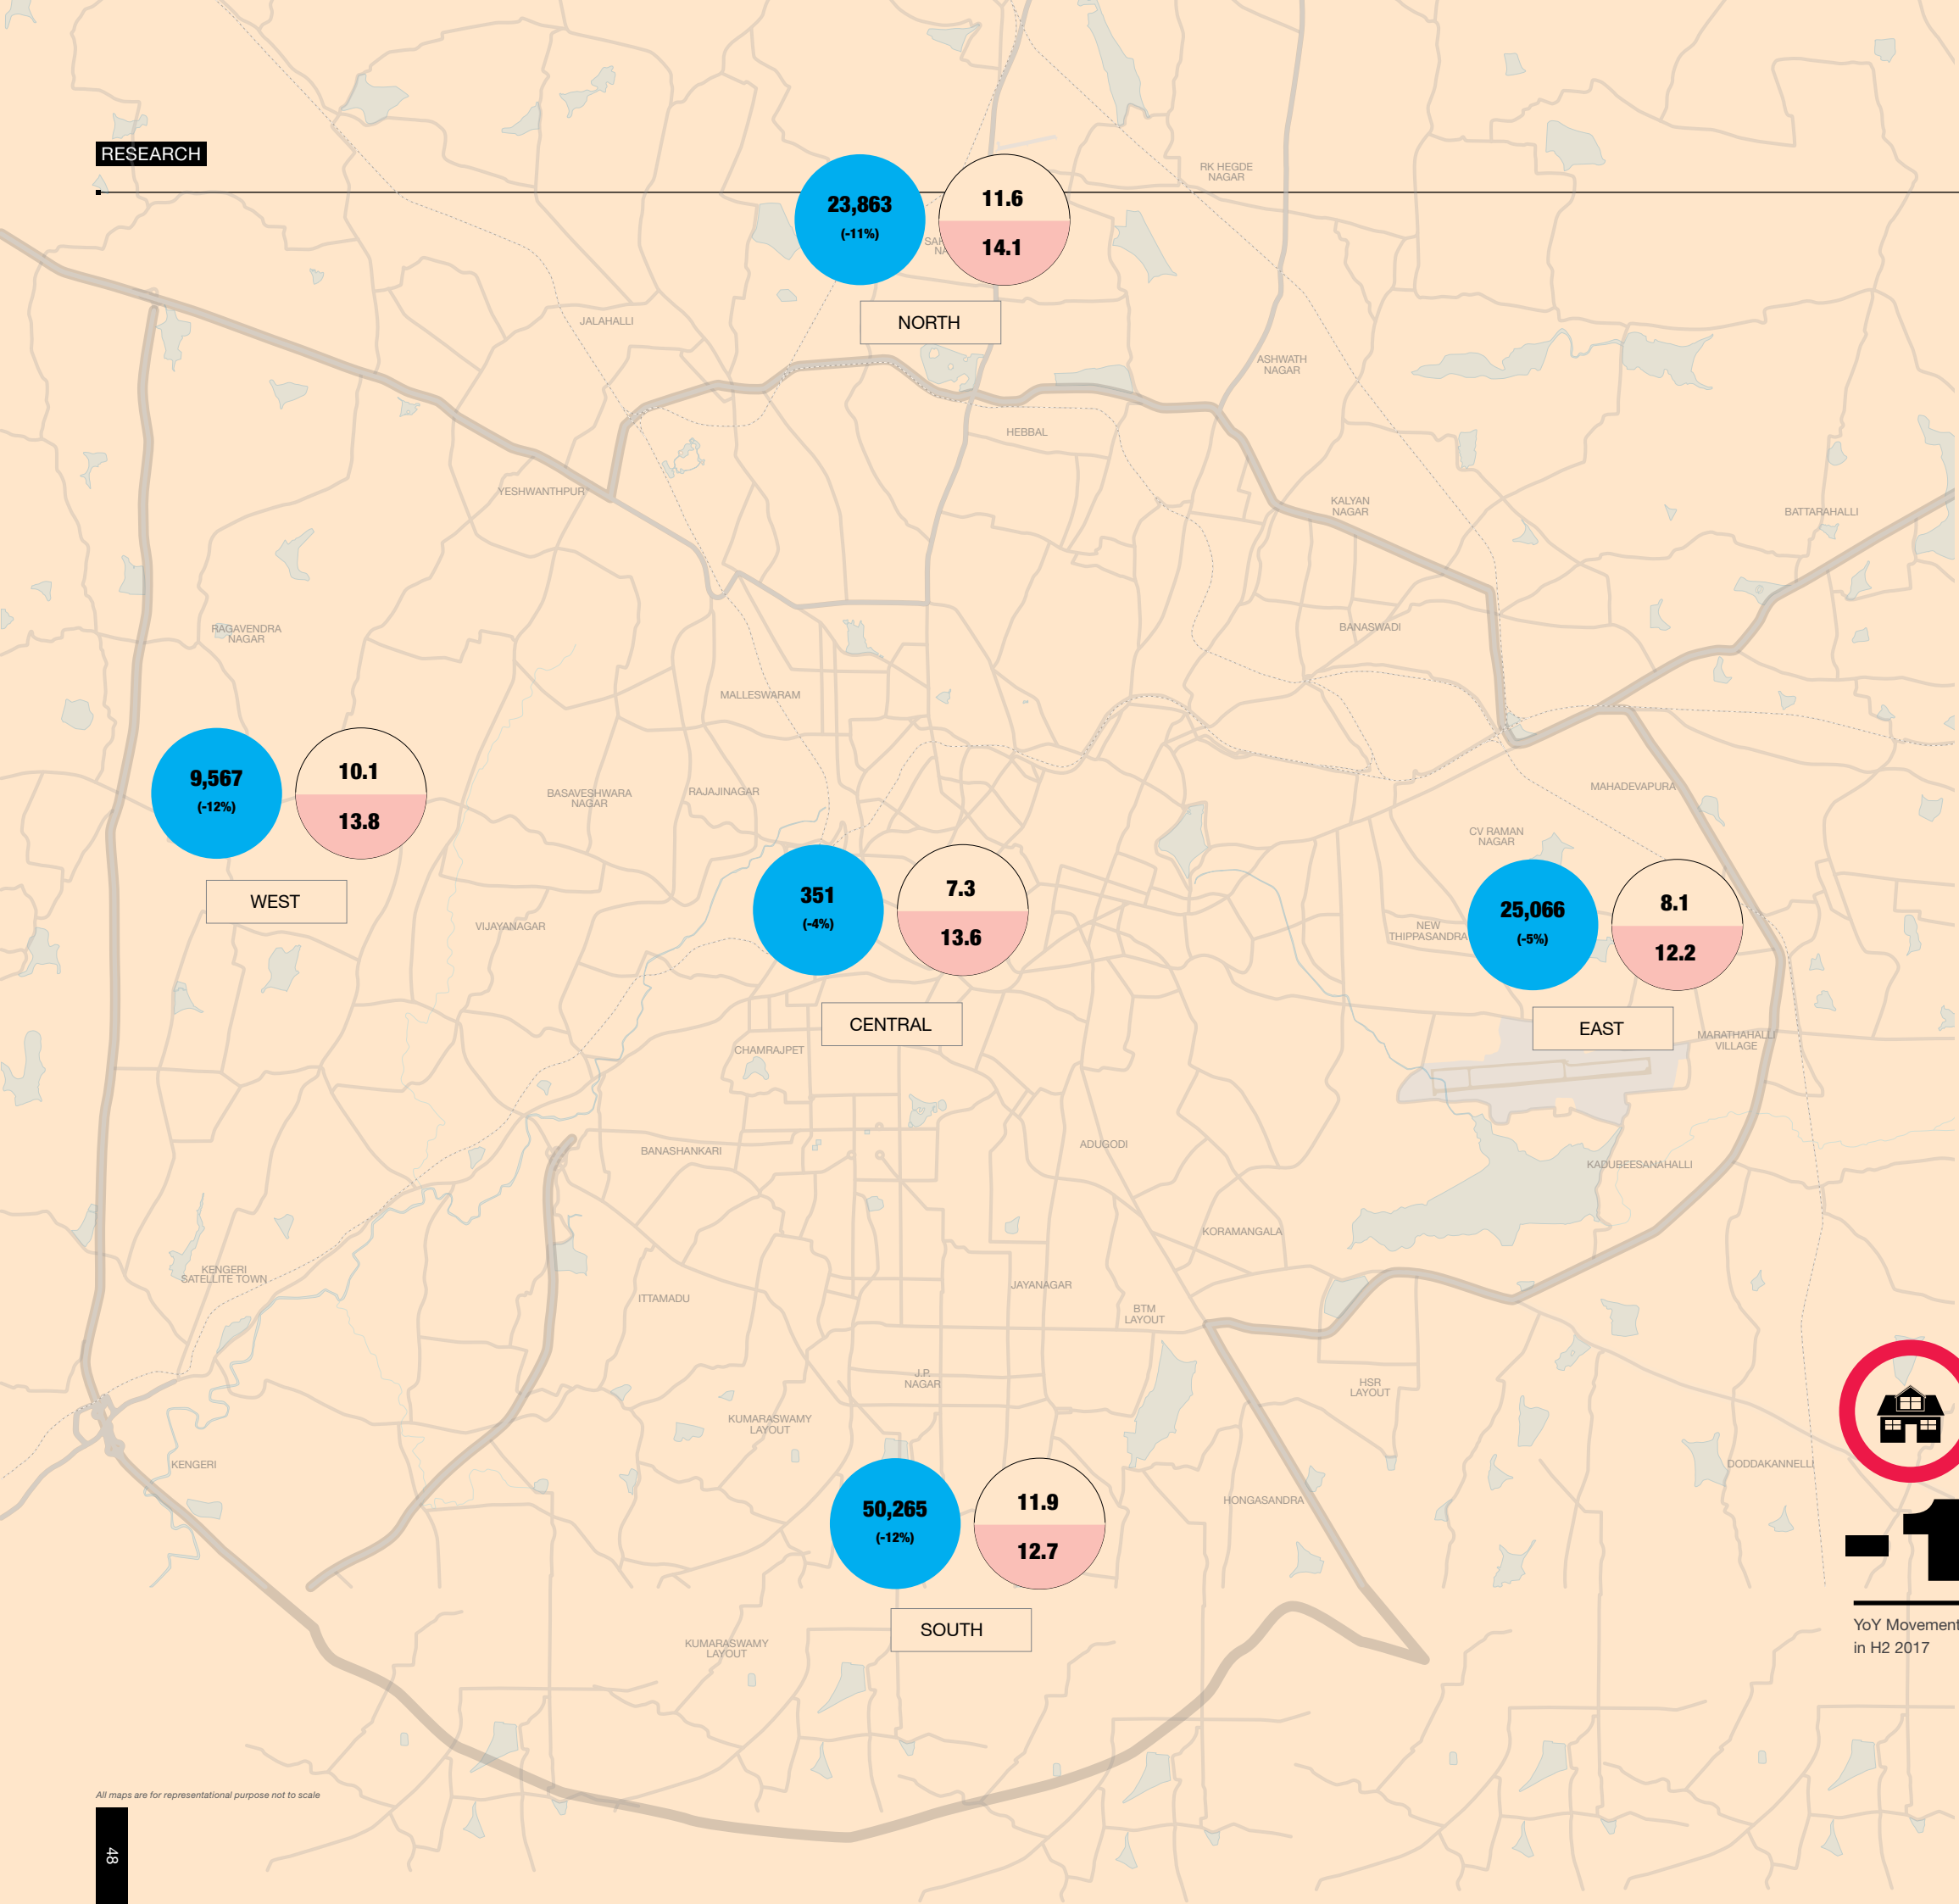 RESEARCH
RK HEGDE
NAGAR
23,863
(-11%)
11.6
14.1
NORTH
JALAHALLI
ASHWATH
NAGAR
HEBBAL
YESHWANTHPUR
KALYAN
NAGAR
BATTARAHALLI
RAGAVENDRA
NAGAR
BANASWADI
MALLESWARAM
9,567
(-12%)
10.1
13.8
WEST
BASAVESHWARA
NAGAR
RAJAJINAGAR
MAHADEVAPURA
CV RAMAN
NAGAR
351
(-4%)
7.3
13.6
CENTRAL
25,066
(-5%)
8.1
12.2
EAST
VIJAYANAGAR
NEW
THIPPASANDRA
MARATHAHALLI
VILLAGE
CHAMRAJPET
BANASHANKARI
ADUGODI
KADUBEESANAHALLI
KORAMANGALA
KENGERI
SATELLITE TOWN
ITTAMADU
JAYANAGAR
BTM
LAYOUT
J.P.
NAGAR
HSR
LAYOUT
KUMARASWAMY
LAYOUT
KENGERI
DODDAKANNELLI
HONGASANDRA
50,265
(-12%)
11.9
12.7
SOUTH
-1
YoY Movement
in H2 2017
KUMARASWAMY
LAYOUT
All maps are for representational purpose not to scale
48